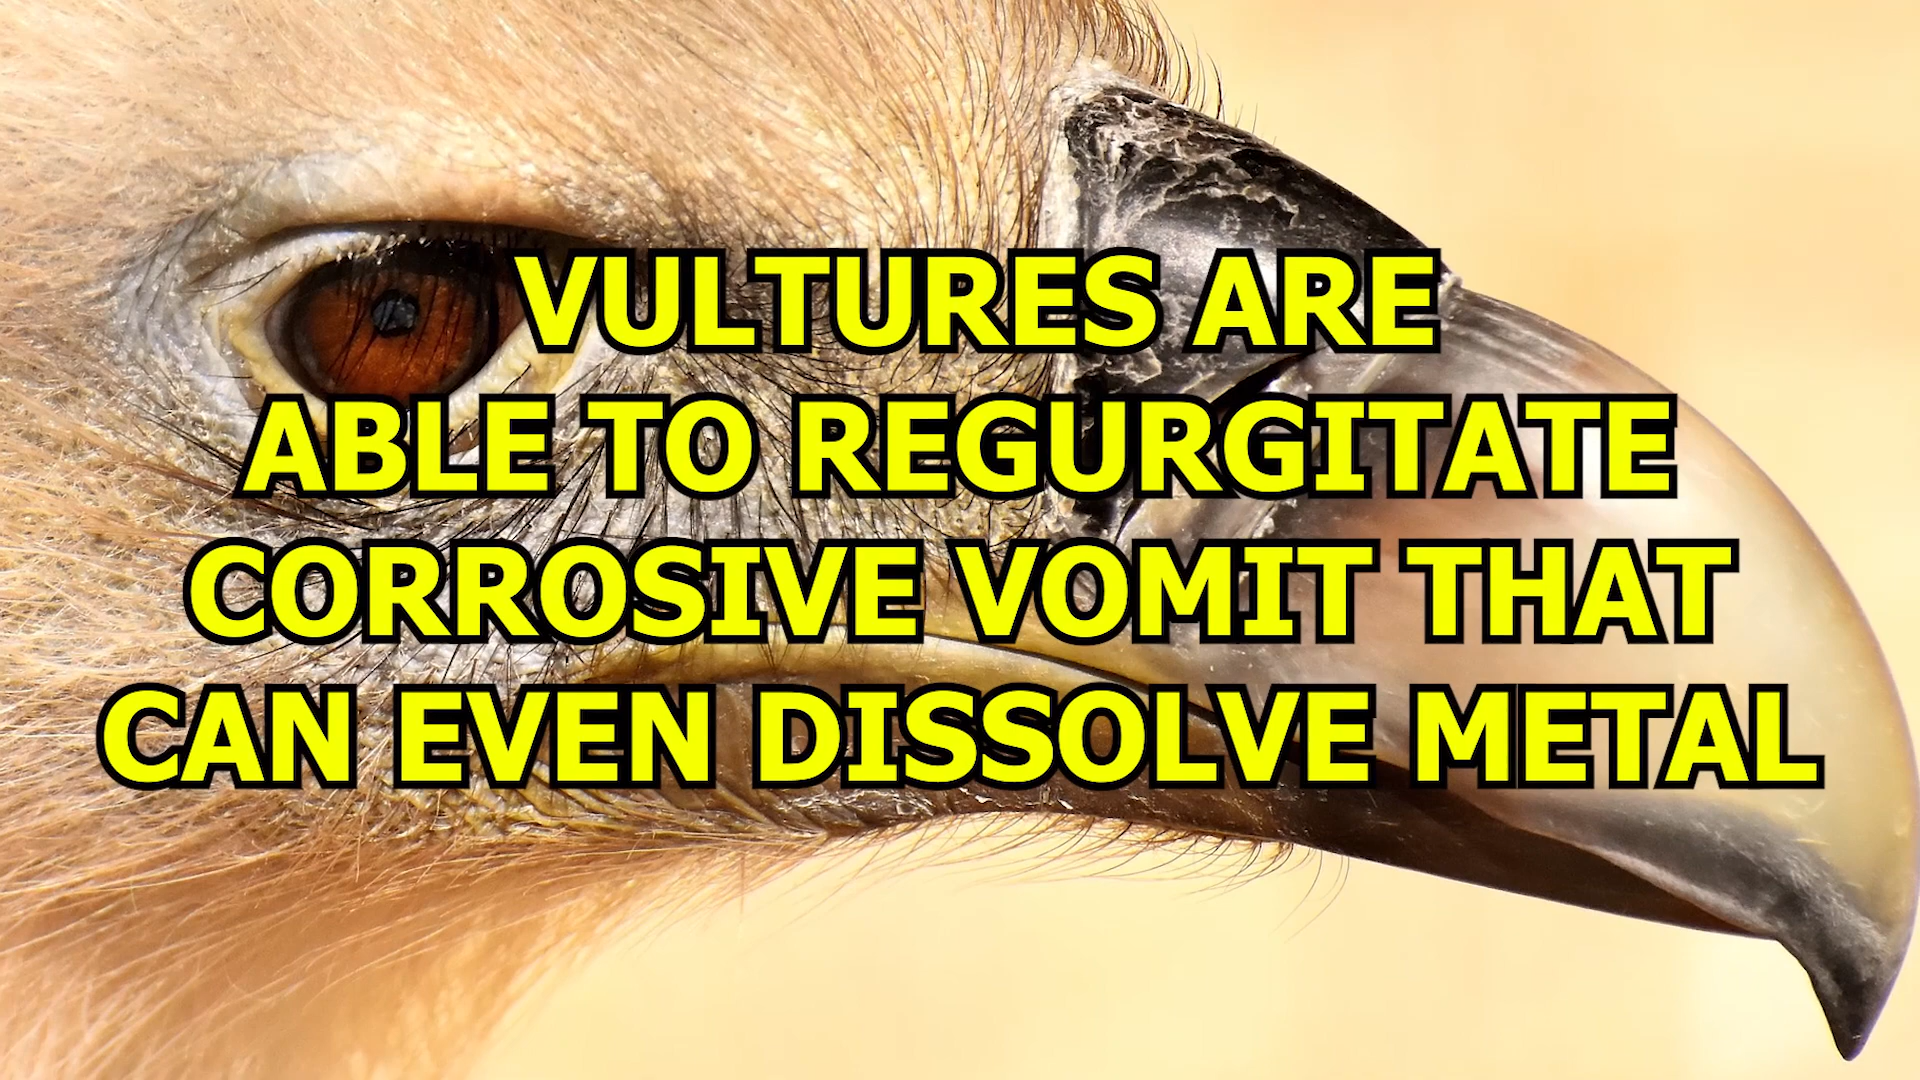 VULTURES ARE
ABLE TO REGURGITATE
CORROSIVE VOMIT THAT
CAN EVEN DISSOLVE METAL